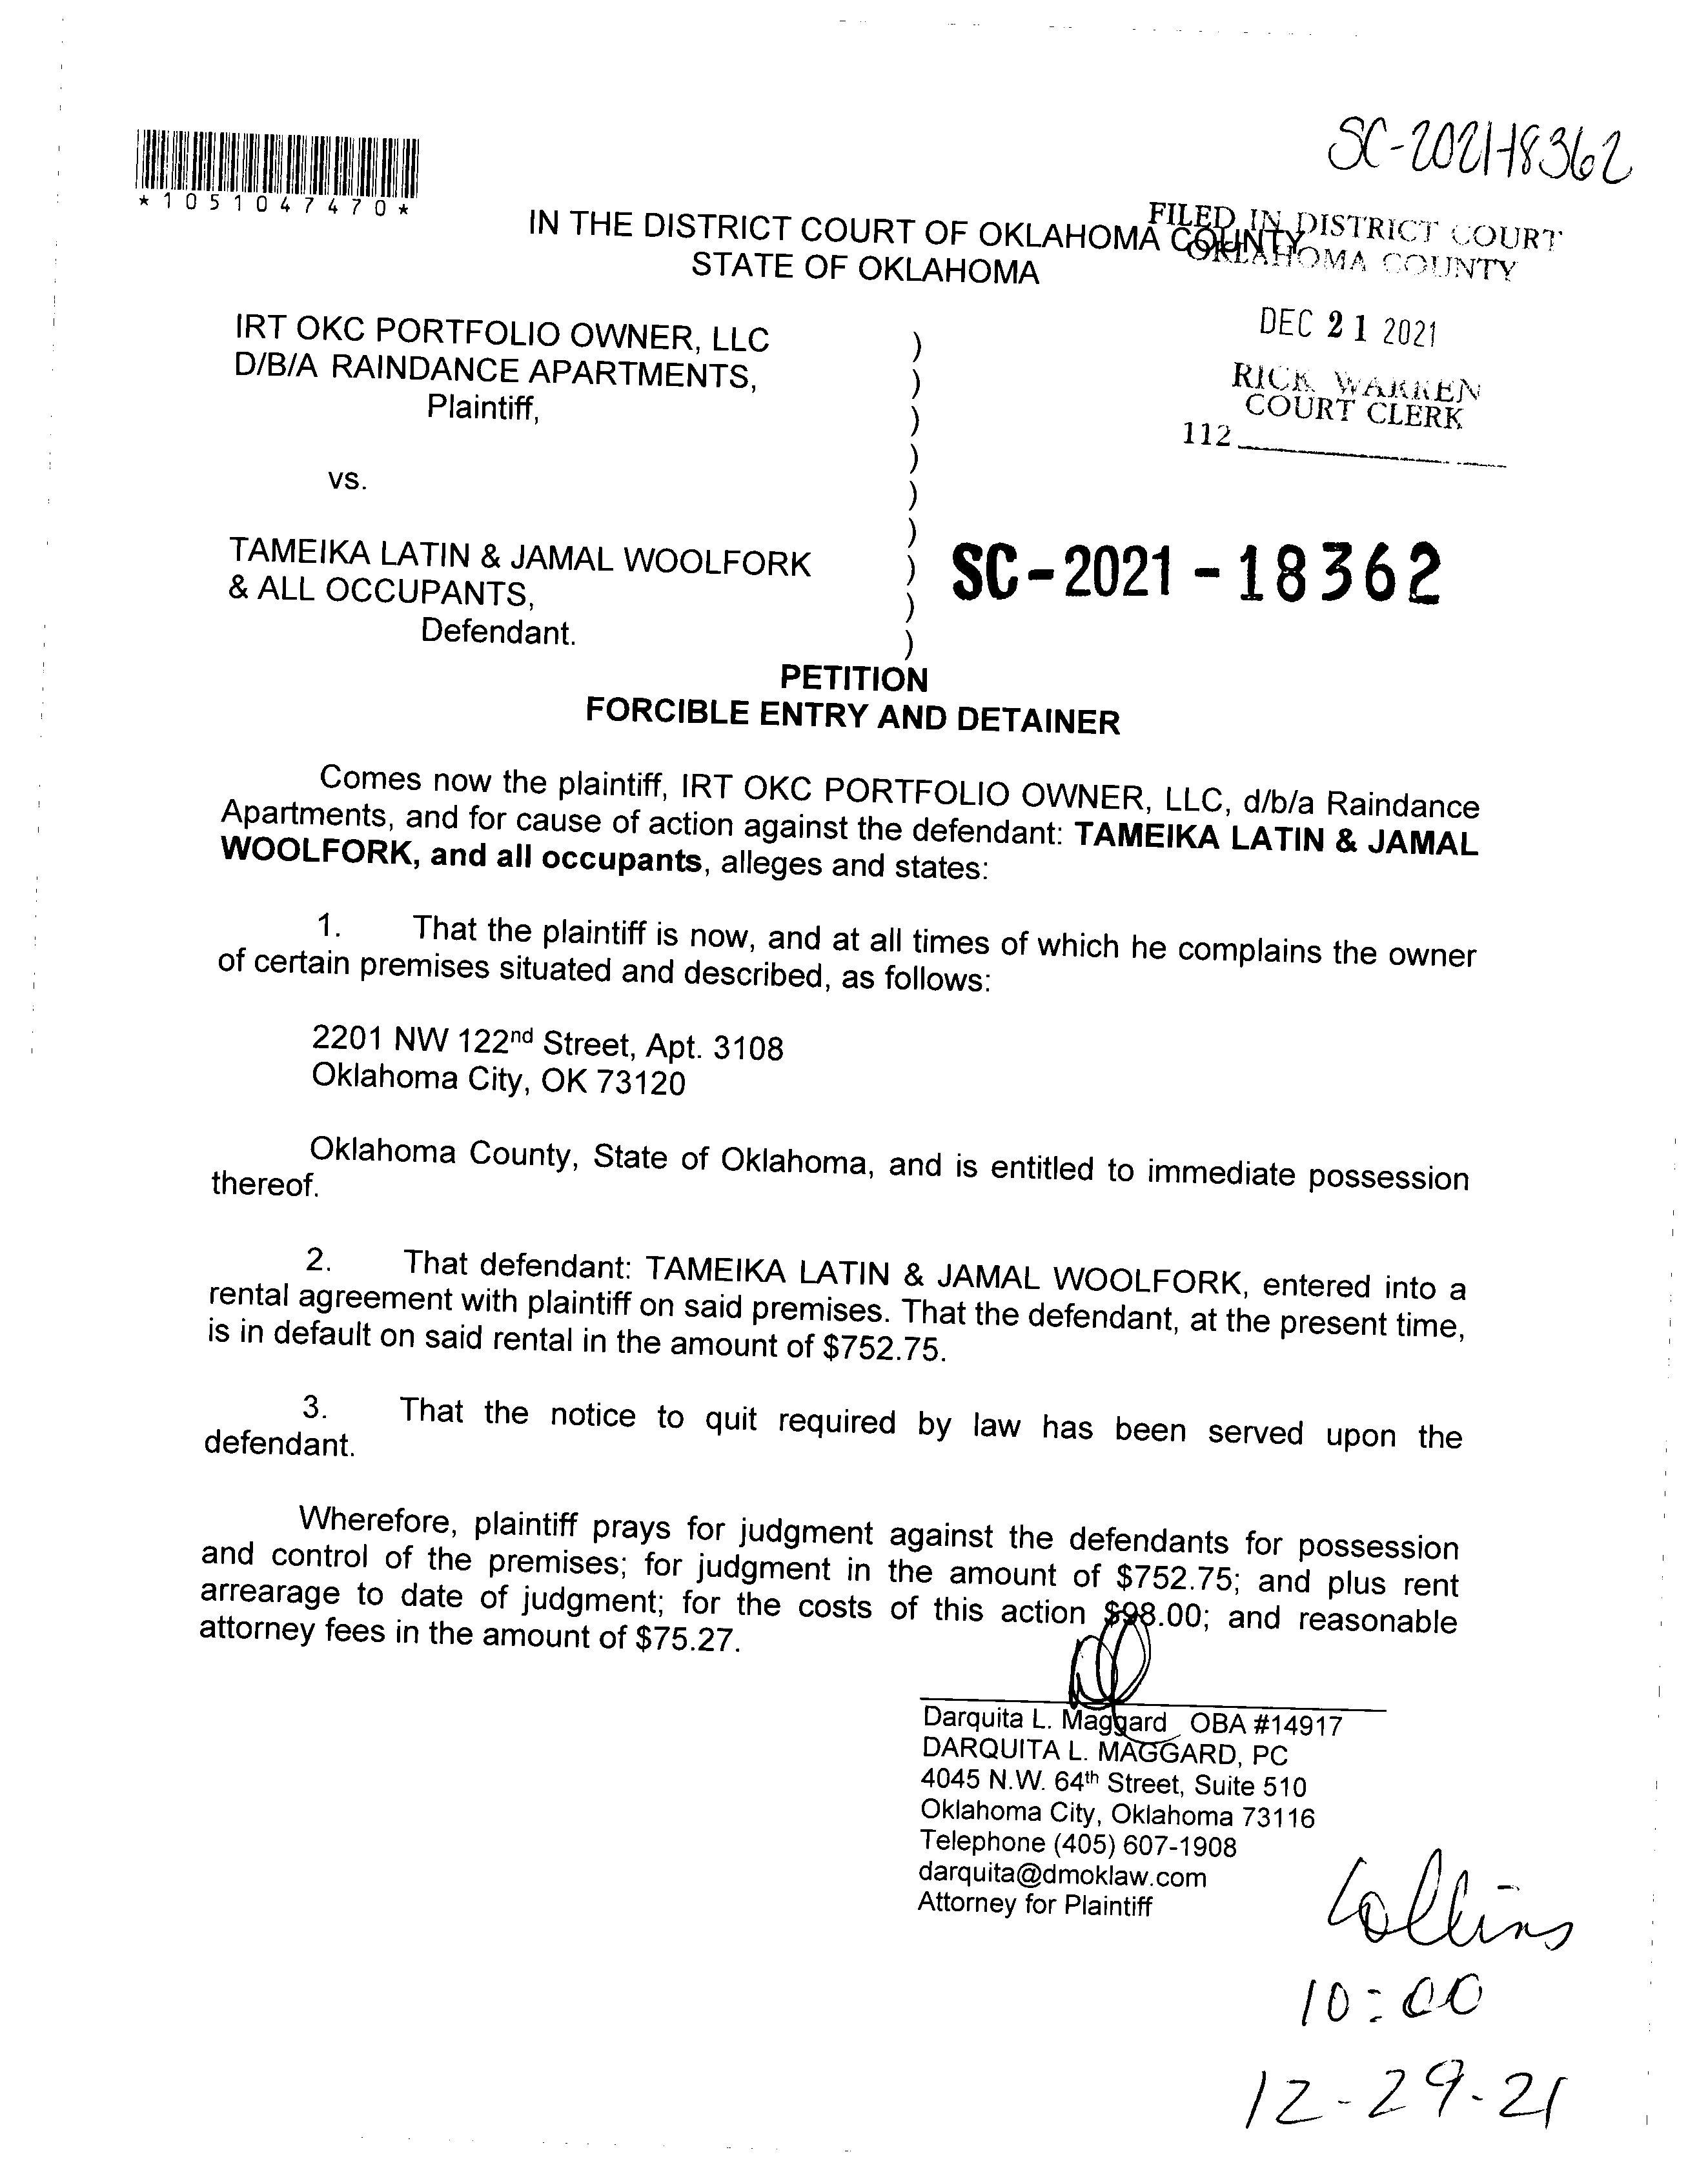 SC-2021-18362
*1051047470*
FILED IN DISTRICT COURT
OKLAHOMA COUNTY
IN THE DISTRICT COURT OF OKLAHOMA COUNTY
STATE OF OKLAHOMA
DEC 21 2021
RICK WARREN
COURT CLERK
112
IRT OKC PORTFOLIO OWNER, LLC )
D/B/A RAINDANCE APARTMENTS, )
Plaintiff, )
)
vs. )
)
TAMEIKA LATIN & JAMAL WOOLFORK ) SC-2021-18362
& ALL OCCUPANTS, )
Defendant. )
PETITION
FORCIBLE ENTRY AND DETAINER
Comes now the plaintiff, IRT OKC PORTFOLIO OWNER, LLC, d/b/a Raindance
Apartments, and for cause of action against the defendant: TAMEIKA LATIN & JAMAL
WOOLFORK, and all occupants, alleges and states:
1. That the plaintiff is now, and at all times of which he complains the owner
of certain premises situated and described, as follows:
2201 NW 122nd Street, Apt. 3108
Oklahoma City, OK 73120
Oklahoma County, State of Oklahoma, and is entitled to immediate possession
thereof.
2. That defendant: TAMEIKA LATIN & JAMAL WOOLFORK, entered into a
rental agreement with plaintiff on said premises. That the defendant, at the present time,
is in default on said rental in the amount of $752.75.
3. That the notice to quit required by law has been served upon the
defendant.
Wherefore, plaintiff prays for judgment against the defendants for possession
and control of the premises; for judgment in the amount of $752.75; and plus rent
arrearage to date of judgment; for the costs of this action $98.00; and reasonable
attorney fees in the amount of $75.27.
Darquita L. Maggard OBA #14917
DARQUITA L. MAGGARD, PC
4045 N.W. 64th Street, Suite 510
Oklahoma City, Oklahoma 73116
Telephone (405) 607-1908
darquita@dmoklaw.com
Attorney for Plaintiff
Collins
10:00
12-29-21